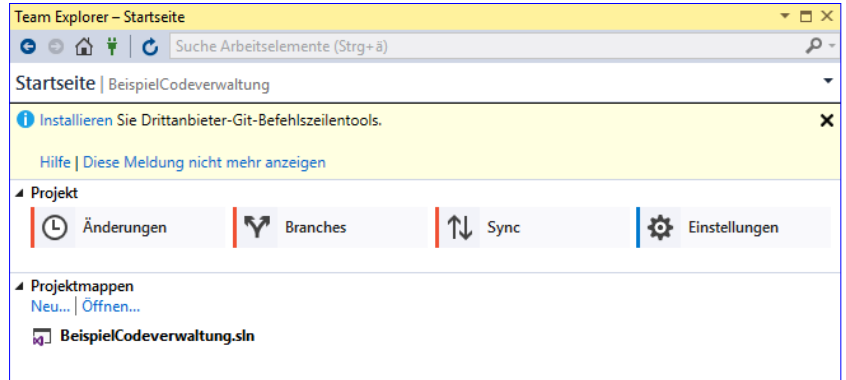 Team Explorer – Startseite
Suche Arbeitselemente (Strg+ä)
Startseite | BeispielCodeverwaltung
Installieren Sie Drittanbieter-Git-Befehlszeilentools.
Hilfe | Diese Meldung nicht mehr anzeigen
Projekt
Änderungen Branches Sync Einstellungen
Projektmappen
Neu... | Öffnen...
BeispielCodeverwaltung.sln